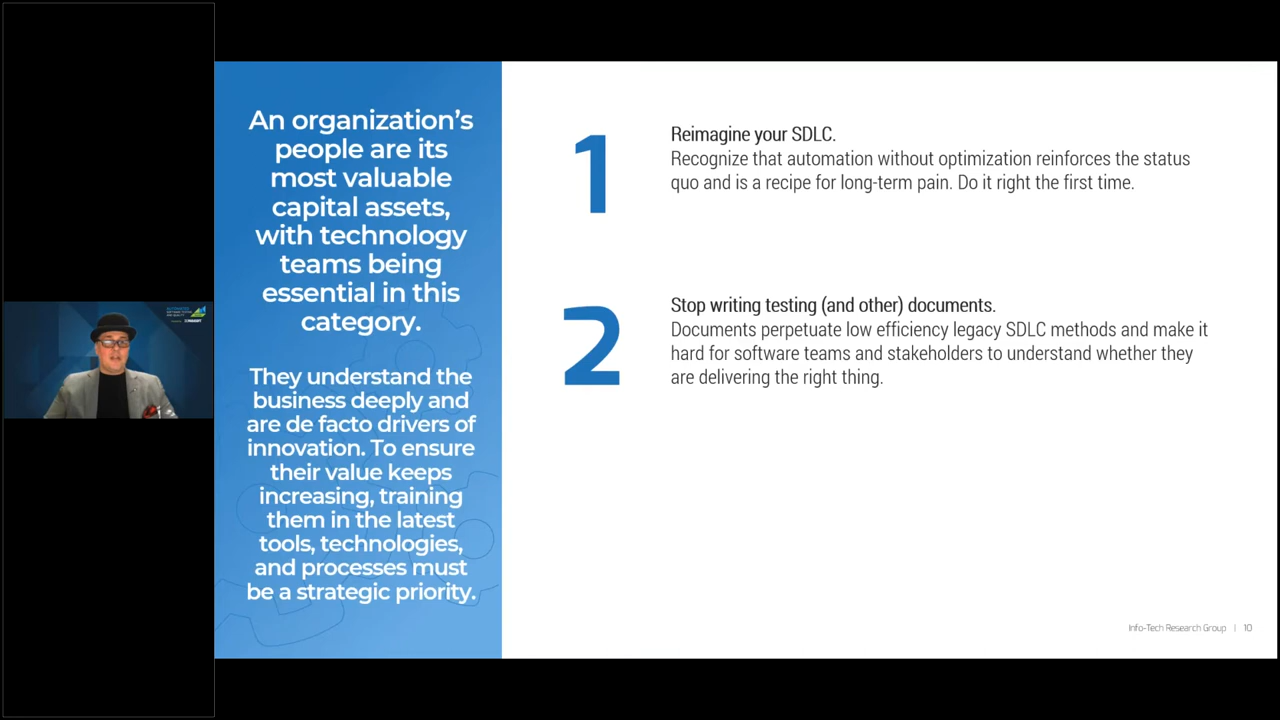 An organization's
people are its
most valuable
capital assets,
with technology
teams being
essential in this
category.
They understand the
business deeply and
are de facto drivers of
innovation. To ensure
their value keeps
increasing, training
them in the latest
tools, technologies,
and processes must
be a strategic priority.
1
Reimagine your SDLC.
Recognize that automation without optimization reinforces the status
quo and is a recipe for long-term pain. Do it right the first time.
2
Stop writing testing (and other) documents.
Documents perpetuate low efficiency legacy SDLC methods and make it
hard for software teams and stakeholders to understand whether they
are delivering the right thing.
Info-Tech Research Group | 10